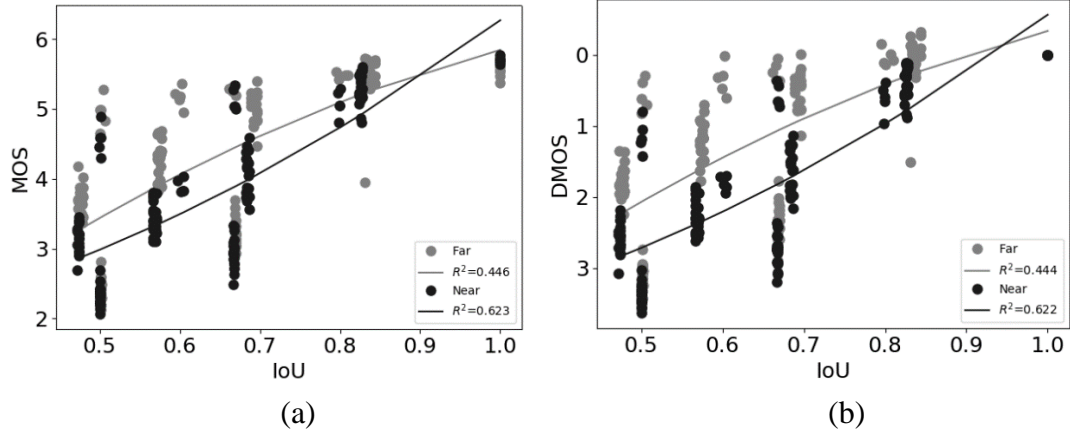 6
5
4
3
2
MOS
0.5 0.6 0.7 0.8 0.9 1.0
IoU
Far
R²=0.446
Near
R²=0.623
(a)
0
1
2
3
DMOS
0.5 0.6 0.7 0.8 0.9 1.0
IoU
Far
R²=0.444
Near
R²=0.622
(b)